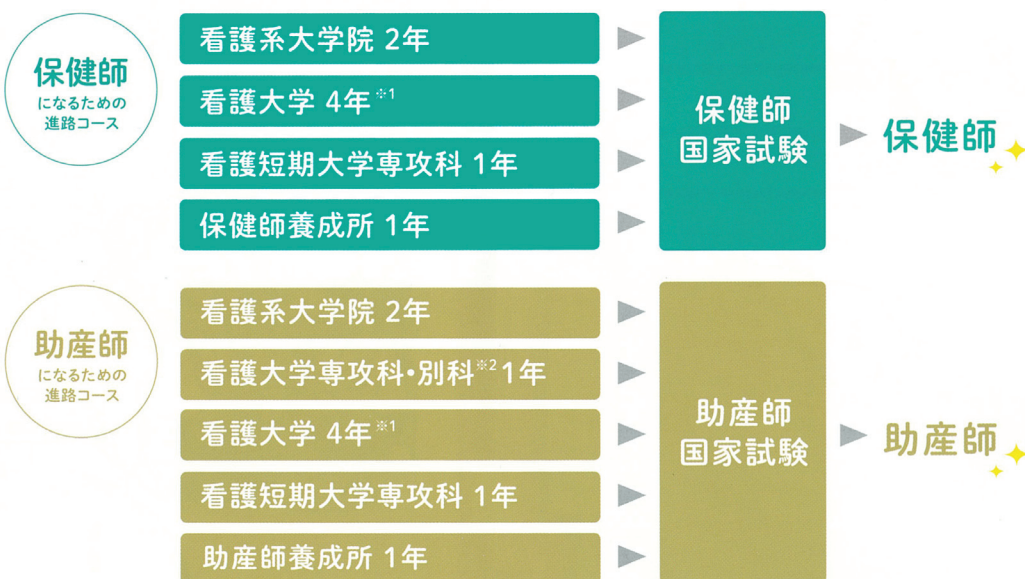 保健師
になるための
進路コース
看護系大学院 2年
看護大学 4年※1
看護短期大学専攻科 1年
保健師養成所 1年
保健師
国家試験
保健師
助産師
になるための
進路コース
看護系大学院 2年
看護大学専攻科・別科※2 1年
看護大学 4年※1
看護短期大学専攻科 1年
助産師養成所 1年
助産師
国家試験
助産師